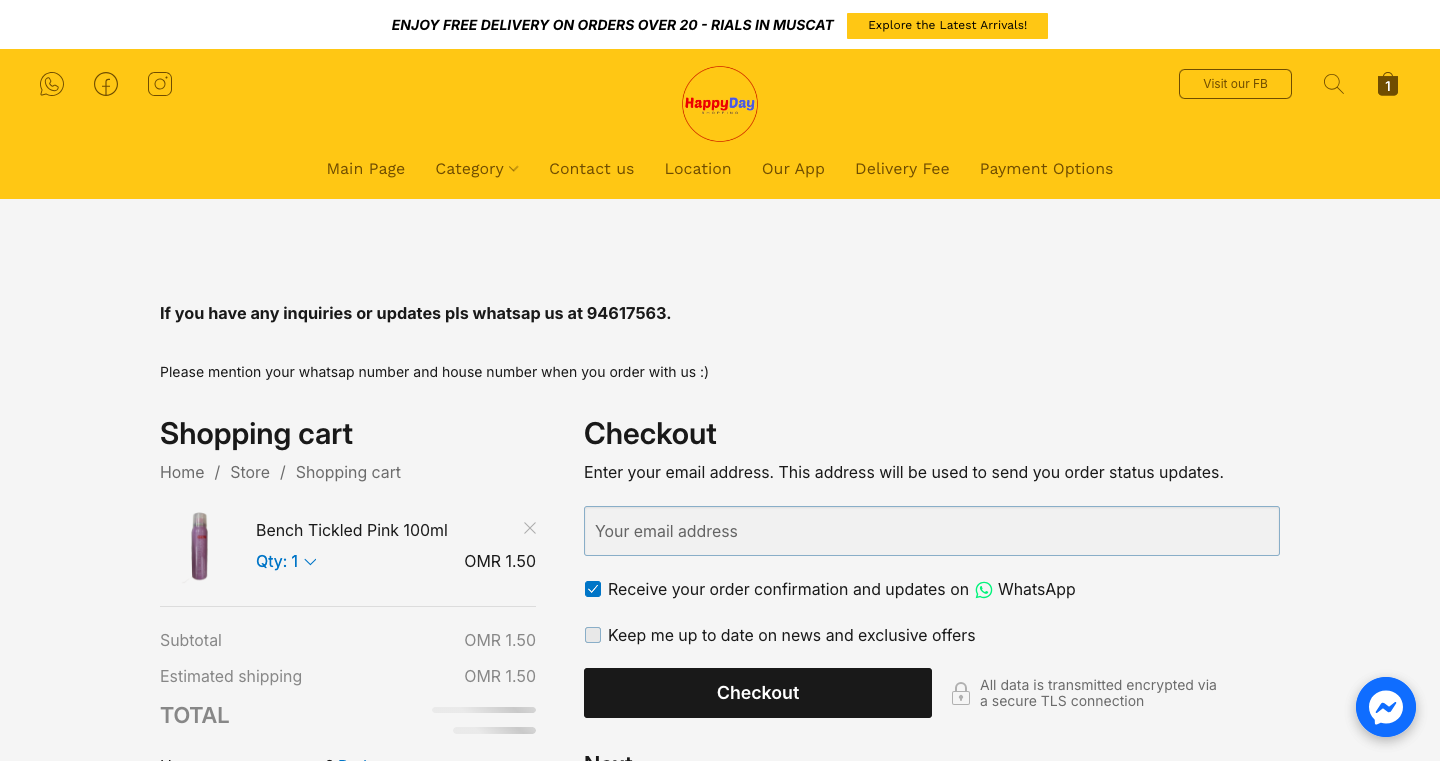 ENJOY FREE DELIVERY ON ORDERS OVER 20 - RIALS IN MUSCAT
Explore the Latest Arrivals!
HappyDay
SHOPPING
Visit our FB
1
Main Page
Category
Contact us
Location
Our App
Delivery Fee
Payment Options
If you have any inquiries or updates pls whatsap us at 94617563.
Please mention your whatsap number and house number when you order with us :)
Shopping cart
Home / Store / Shopping cart
Bench Tickled Pink 100ml
Qty: 1
OMR 1.50
Subtotal
OMR 1.50
Estimated shipping
OMR 1.50
TOTAL
Checkout
Enter your email address. This address will be used to send you order status updates.
Your email address
Receive your order confirmation and updates on WhatsApp
Keep me up to date on news and exclusive offers
Checkout
All data is transmitted encrypted via
a secure TLS connection
Next